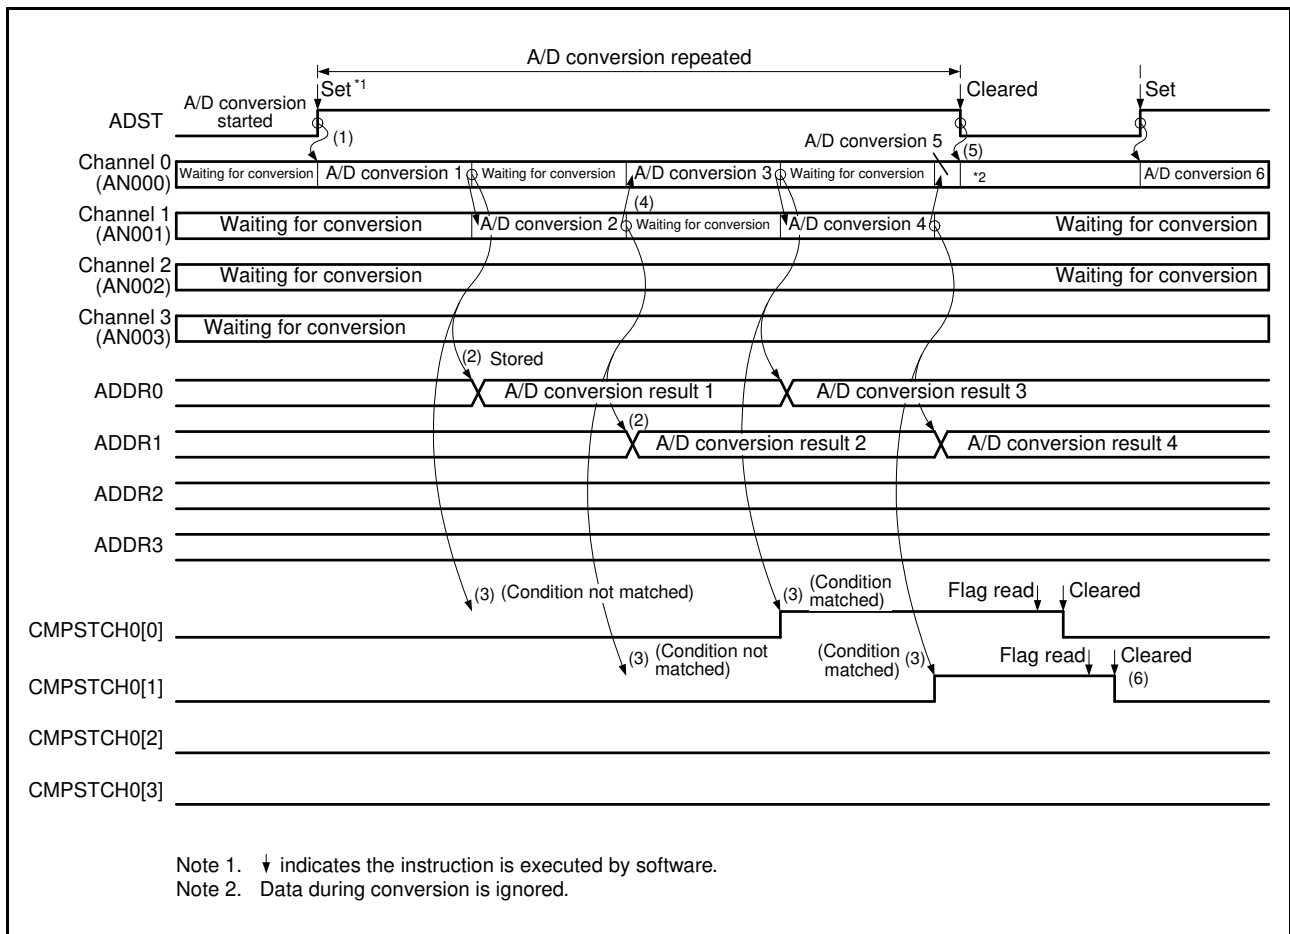 A/D conversion repeated
Set *1
Cleared
Set
A/D conversion
started
ADST
(1)
A/D conversion 5
(5)
Channel 0
(AN000)
Waiting for conversion
A/D conversion 1
Waiting for conversion
A/D conversion 3
Waiting for conversion
*2
A/D conversion 6
(4)
Channel 1
(AN001)
Waiting for conversion
A/D conversion 2
Waiting for conversion
A/D conversion 4
Waiting for conversion
Channel 2
(AN002)
Waiting for conversion
Waiting for conversion
Channel 3
(AN003)
Waiting for conversion
(2) Stored
ADDR0
A/D conversion result 1
A/D conversion result 3
(2)
ADDR1
A/D conversion result 2
A/D conversion result 4
ADDR2
ADDR3
(3) (Condition not matched)
(3) (Condition
matched)
Flag read
Cleared
CMPSTCH0[0]
(3) (Condition not
matched)
(Condition
matched) (3)
Flag read
Cleared
(6)
CMPSTCH0[1]
CMPSTCH0[2]
CMPSTCH0[3]
Note 1. ↓ indicates the instruction is executed by software.
Note 2. Data during conversion is ignored.